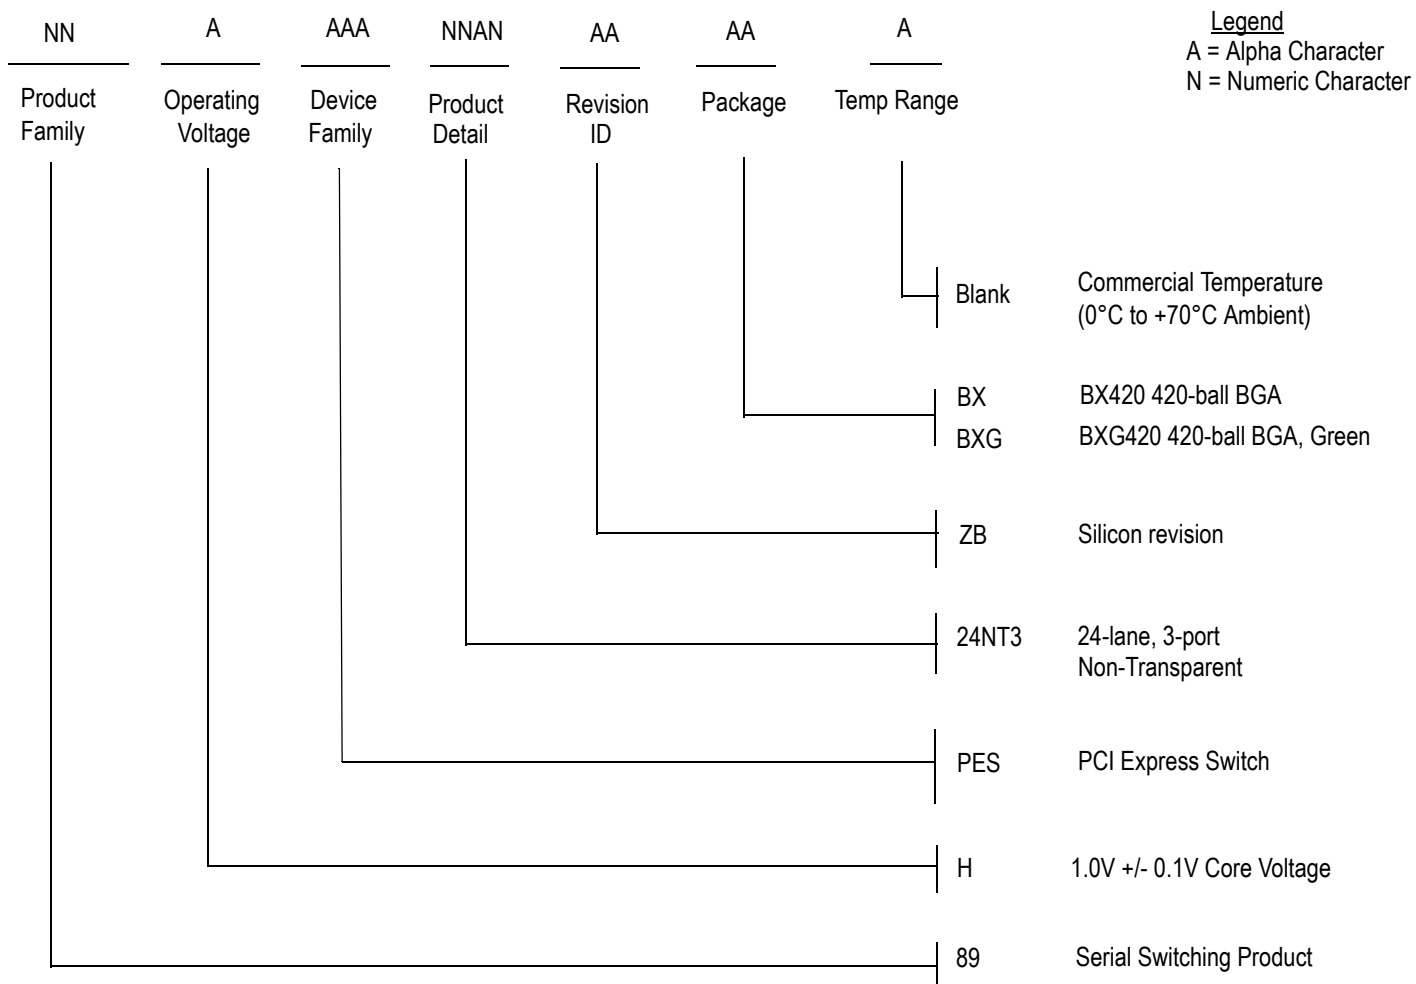 NN A AAA NNAN AA AA A
Legend
A = Alpha Character
N = Numeric Character
Product Family
Operating Voltage
Device Family
Product Detail
Revision ID
Package
Temp Range
Blank Commercial Temperature
(0°C to +70°C Ambient)
BX BX420 420-ball BGA
BXG BXG420 420-ball BGA, Green
ZB Silicon revision
24NT3 24-lane, 3-port
Non-Transparent
PES PCI Express Switch
H 1.0V +/- 0.1V Core Voltage
89 Serial Switching Product